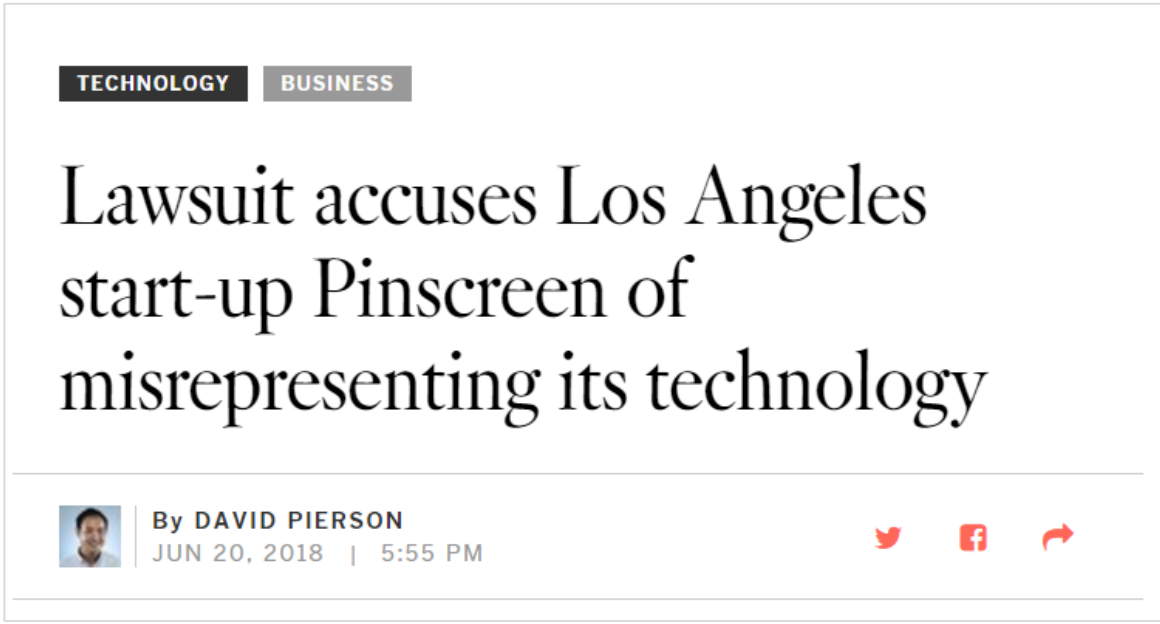 TECHNOLOGY BUSINESS
Lawsuit accuses Los Angeles
start-up Pinscreen of
misrepresenting its technology
By DAVID PIERSON
JUN 20, 2018 | 5:55 PM